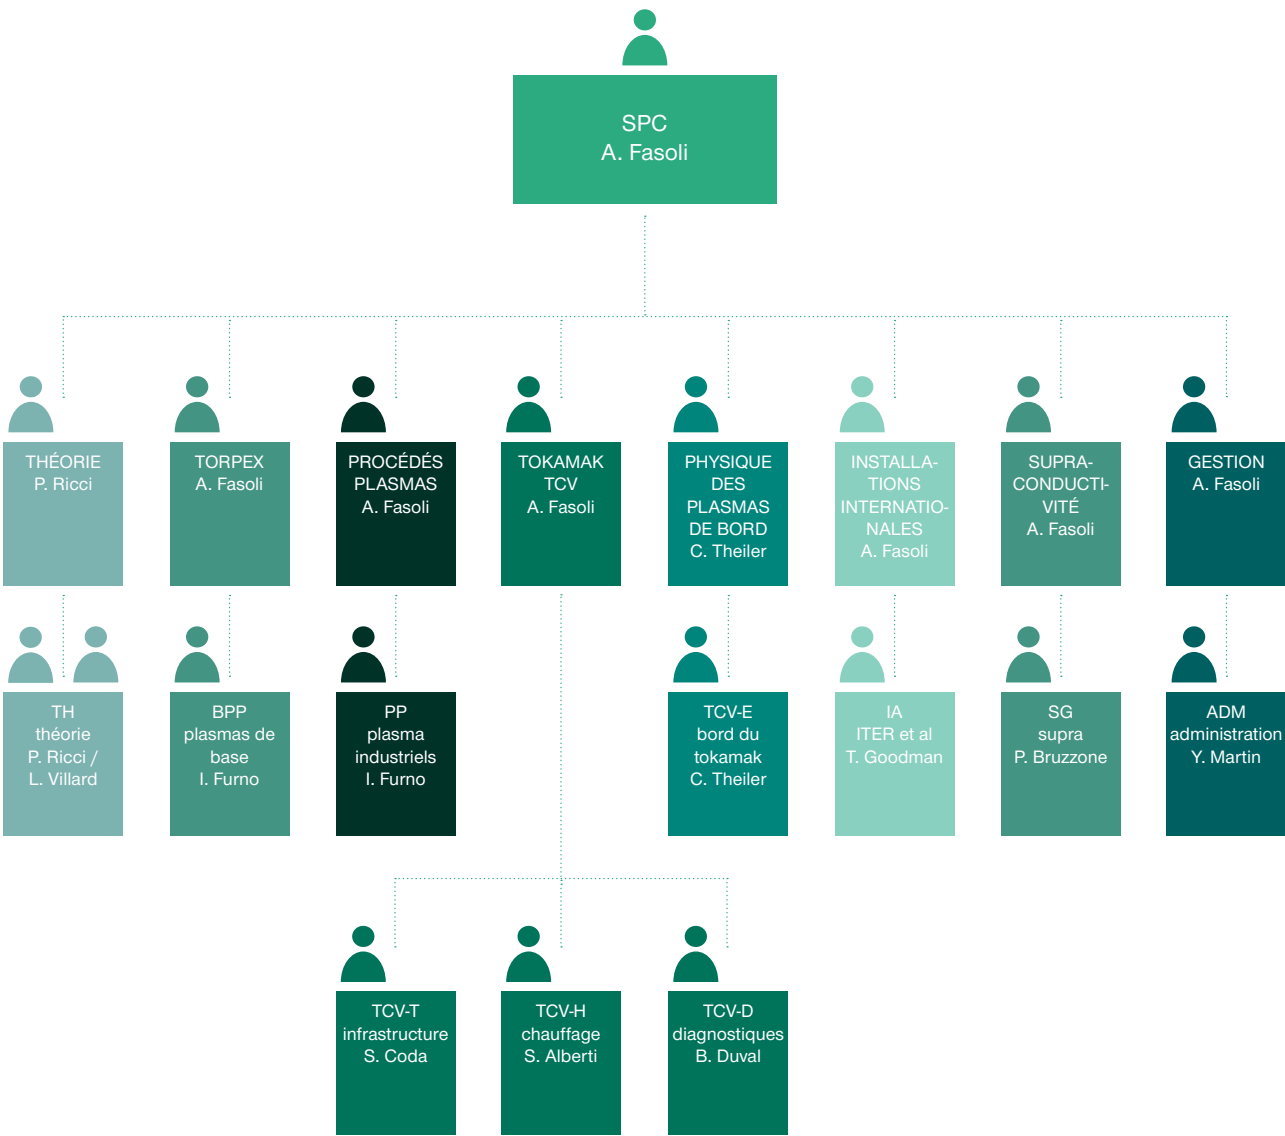 SPC
A. Fasoli
THÉORIE
P. Ricci
TORPEX
A. Fasoli
PROCÉDÉS
PLASMAS
A. Fasoli
TOKAMAK
TCV
A. Fasoli
PHYSIQUE
DES
PLASMAS
DE BORD
C. Theiler
INSTALLA-
TIONS
INTERNATIO-
NALES
A. Fasoli
SUPRA-
CONDUCTI-
VITÉ
A. Fasoli
GESTION
A. Fasoli
TH
théorie
P. Ricci /
L. Villard
BPP
plasmas de
base
I. Furno
PP
plasma
industriels
I. Furno
TCV-E
bord du
tokamak
C. Theiler
IA
ITER et al
T. Goodman
SG
supra
P. Bruzzone
ADM
administration
Y. Martin
TCV-T
infrastructure
S. Coda
TCV-H
chauffage
S. Alberti
TCV-D
diagnostiques
B. Duval